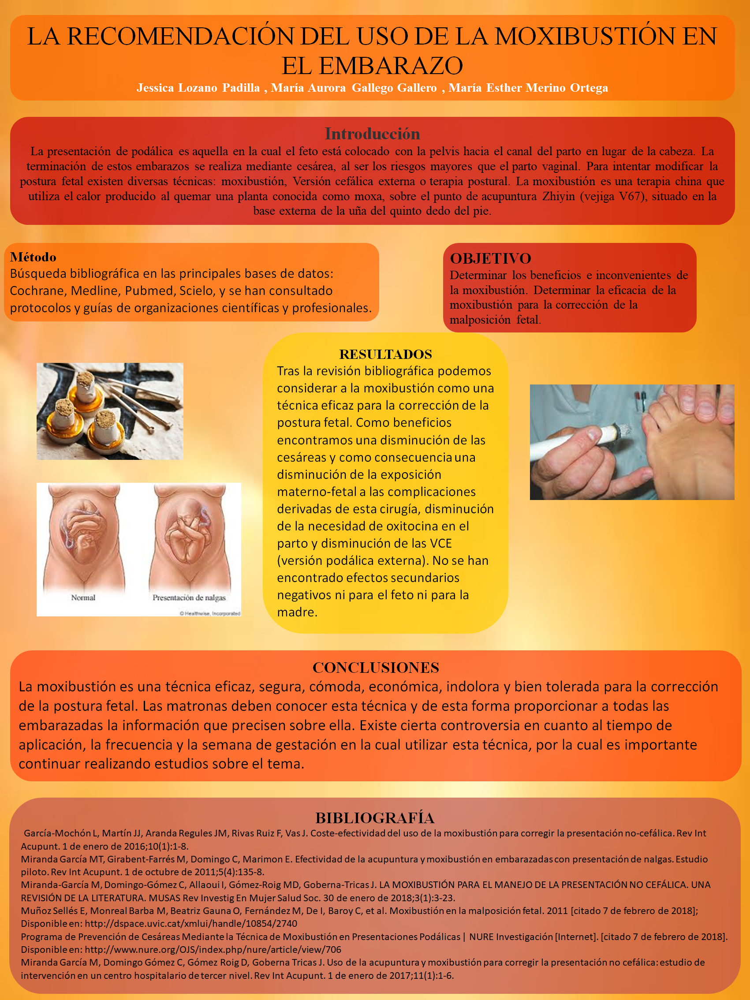 LA RECOMENDACIÓN DEL USO DE LA MOXIBUSTIÓN EN
EL EMBARAZO
Jessica Lozano Padilla , María Aurora Gallego Gallero , María Esther Merino Ortega
Introducción
La presentación de podálica es aquella en la cual el feto está colocado con la pelvis hacia el canal del parto en lugar de la cabeza. La
terminación de estos embarazos se realiza mediante cesárea, al ser los riesgos mayores que el parto vaginal. Para intentar modificar la
postura fetal existen diversas técnicas: moxibustión, Versión cefálica externa o terapia postural. La moxibustión es una terapia china que
utiliza el calor producido al quemar una planta conocida como moxa, sobre el punto de acupuntura Zhiyin (vejiga V67), situado en la
base externa de la uña del quinto dedo del pie.
Método
Búsqueda bibliográfica en las principales bases de datos:
Cochrane, Medline, Pubmed, Scielo, y se han consultado
protocolos y guías de organizaciones científicas y profesionales.
OBJETIVO
Determinar los beneficios e inconvenientes de
la moxibustión. Determinar la eficacia de la
moxibustión para la corrección de la
malposición fetal.
RESULTADOS
Tras la revisión bibliográfica podemos
considerar a la moxibustión como una
técnica eficaz para la corrección de la
postura fetal. Como beneficios
encontramos una disminución de las
cesáreas y como consecuencia una
disminución de la exposición
materno-fetal a las complicaciones
derivadas de esta cirugía, disminución
de la necesidad de oxitocina en el
parto y disminución de las VCE
(versión podálica externa). No se han
encontrado efectos secundarios
negativos ni para el feto ni para la
madre.
Normal
Presentación de nalgas
© Healthwise, Incorporated
CONCLUSIONES
La moxibustión es una técnica eficaz, segura, cómoda, económica, indolora y bien tolerada para la corrección
de la postura fetal. Las matronas deben conocer esta técnica y de esta forma proporcionar a todas las
embarazadas la información que precisen sobre ella. Existe cierta controversia en cuanto al tiempo de
aplicación, la frecuencia y la semana de gestación en la cual utilizar esta técnica, por la cual es importante
continuar realizando estudios sobre el tema.
BIBLIOGRAFÍA
García-Mochón L, Martín JJ, Aranda Regules JM, Rivas Ruiz F, Vas J. Coste-efectividad del uso de la moxibustión para corregir la presentación no-cefálica. Rev Int
Acupunt. 1 de enero de 2016;10(1):1-8.
Miranda García MT, Girabent-Farrés M, Domingo C, Marimon E. Efectividad de la acupuntura y moxibustión en embarazadas con presentación de nalgas. Estudio
piloto. Rev Int Acupunt. 1 de octubre de 2011;5(4):135-8.
Miranda-García M, Domingo-Gómez C, Allaoui I, Gómez-Roig MD, Goberna-Tricas J. LA MOXIBUSTIÓN PARA EL MANEJO DE LA PRESENTACIÓN NO CEFÁLICA. UNA
REVISIÓN DE LA LITERATURA. MUSAS Rev Investig En Mujer Salud Soc. 30 de enero de 2018;3(1):3-23.
Muñoz Sellés E, Monreal Barba M, Beatriz Gauna O, Fernández M, De I, Baroy C, et al. Moxibustión en la malposición fetal. 2011 [citado 7 de febrero de 2018];
Disponible en: http://dspace.uvic.cat/xmlui/handle/10854/2740
Programa de Prevención de Cesáreas Mediante la Técnica de Moxibustión en Presentaciones Podálicas | NURE Investigación [Internet]. [citado 7 de febrero de 2018].
Disponible en: http://www.nure.org/OJS/index.php/nure/article/view/706
Miranda García M, Domingo Gómez C, Gómez Roig D, Goberna Tricas J. Uso de la acupuntura y moxibustión para corregir la presentación no cefálica: estudio de
intervención en un centro hospitalario de tercer nivel. Rev Int Acupunt. 1 de enero de 2017;11(1):1-6.